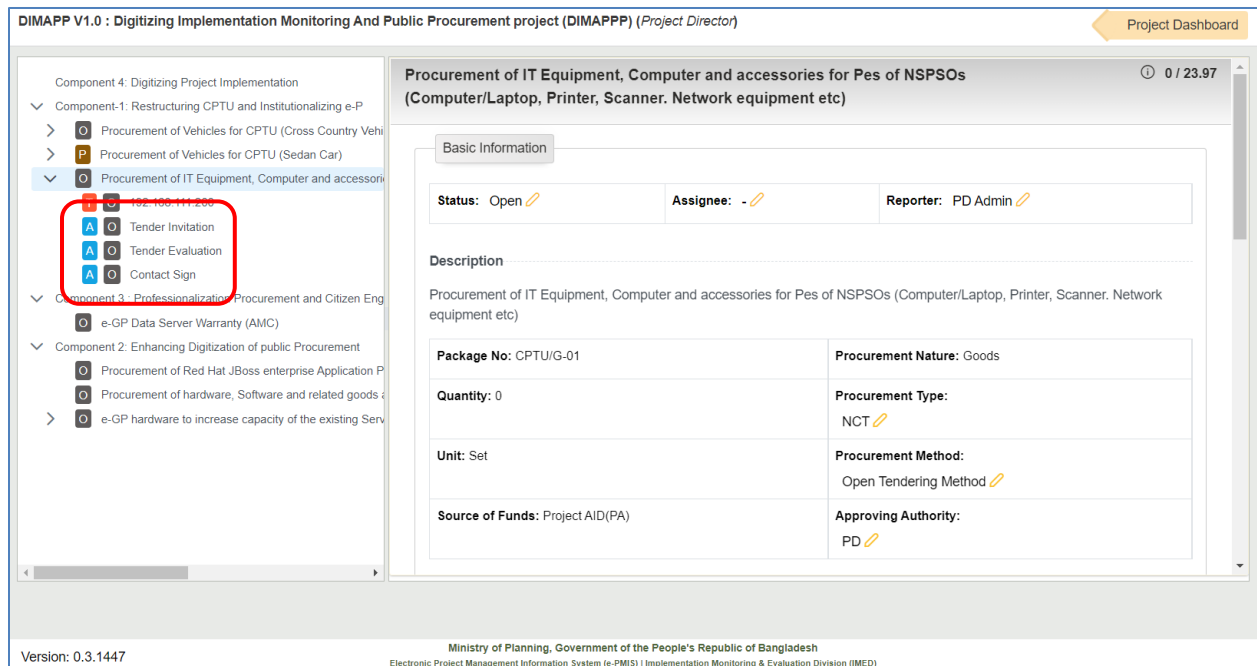 DIMAPP V1.0 : Digitizing Implementation Monitoring And Public Procurement project (DIMAPPP) (Project Director)
Project Dashboard
Component 4: Digitizing Project Implementation
Component-1: Restructuring CPTU and Institutionalizing e-P
O Procurement of Vehicles for CPTU (Cross Country Vehi
P Procurement of Vehicles for CPTU (Sedan Car)
O Procurement of IT Equipment, Computer and accessori
A O Tender Invitation
A O Tender Evaluation
A O Contact Sign
Component 3 : Professionalization Procurement and Citizen Eng
O e-GP Data Server Warranty (AMC)
Component 2: Enhancing Digitization of public Procurement
O Procurement of Red Hat JBoss enterprise Application P
O Procurement of hardware, Software and related goods a
O e-GP hardware to increase capacity of the existing Serv
Procurement of IT Equipment, Computer and accessories for Pes of NSPSOs
(Computer/Laptop, Printer, Scanner. Network equipment etc)
0 / 23.97
Basic Information
Status: Open
Assignee: -
Reporter: PD Admin
Description
Procurement of IT Equipment, Computer and accessories for Pes of NSPSOs (Computer/Laptop, Printer, Scanner. Network
equipment etc)
Package No: CPTU/G-01
Procurement Nature: Goods
Quantity: 0
Procurement Type:
NCT
Unit: Set
Procurement Method:
Open Tendering Method
Source of Funds: Project AID(PA)
Approving Authority:
PD
Version: 0.3.1447
Ministry of Planning, Government of the People's Republic of Bangladesh
Electronic Project Management Information System (e-PMIS) | Implementation Monitoring & Evaluation Division (IMED)